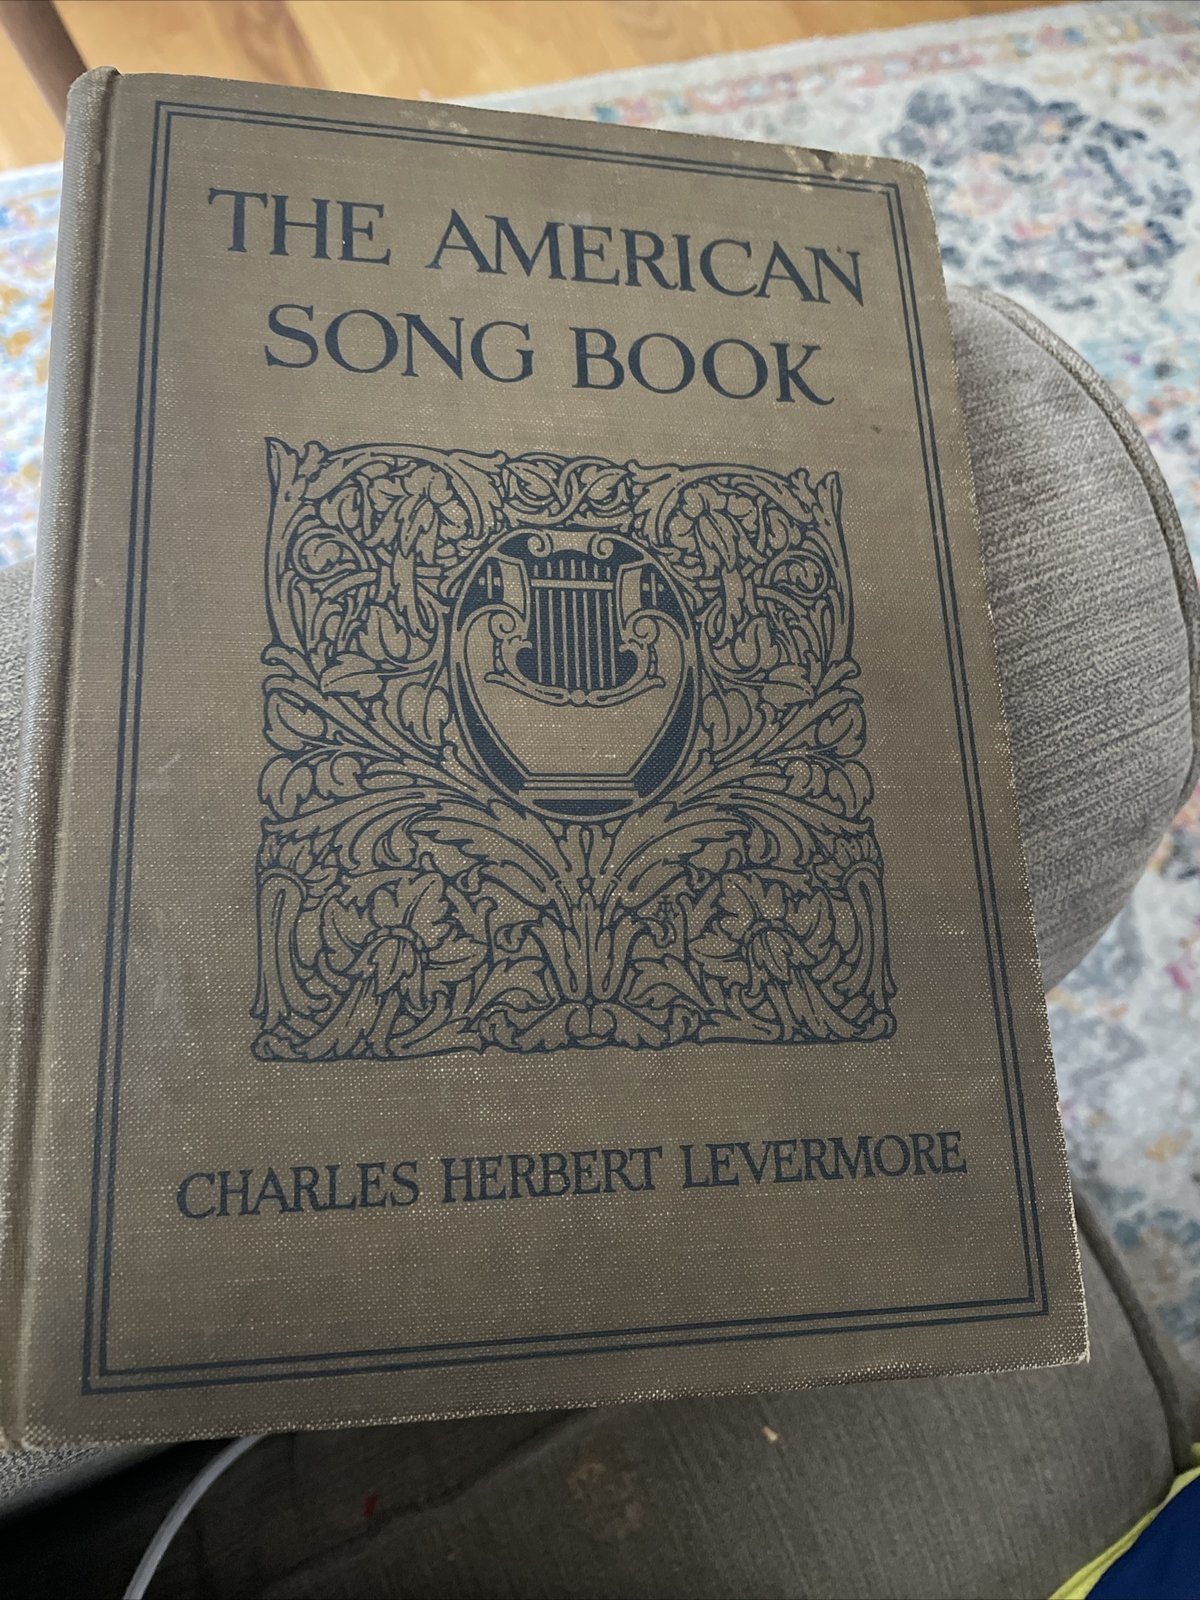 THE AMERICAN
SONG BOOK
CHARLES HERBERT LEVERMORE